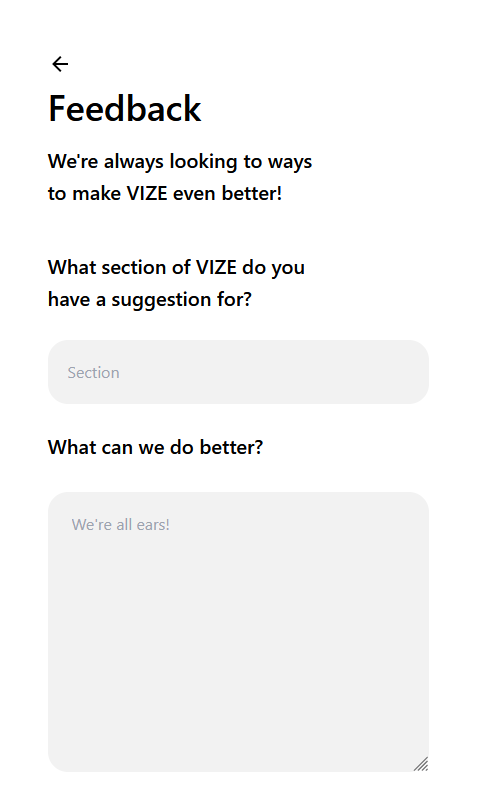 Feedback
We're always looking to ways
to make VIZE even better!
What section of VIZE do you
have a suggestion for?
Section
What can we do better?
We're all ears!